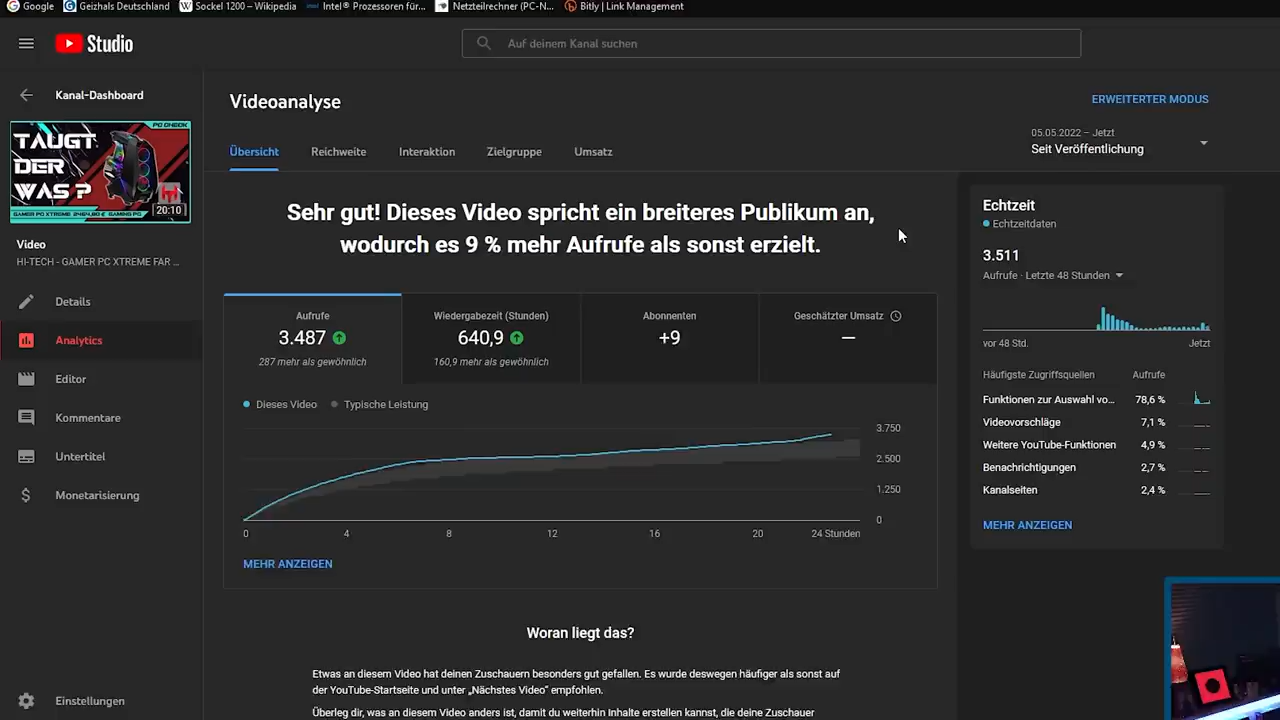 Google
Geizhals Deutschland
Sockel 1200 – Wikipedia
Intel® Prozessoren für...
Netzteilrechner (PC-N...
Bitly | Link Management
Studio
Auf deinem Kanal suchen
Kanal-Dashboard
PC CHECK
TAUGT
DER
WAS?
20:10
Video
HI-TECH - GAMER PC XTREME FAR ...
Details
Analytics
Editor
Kommentare
Untertitel
Monetarisierung
Einstellungen
Videoanalyse
ERWEITERTER MODUS
05.05.2022 – Jetzt
Seit Veröffentlichung
Übersicht
Reichweite
Interaktion
Zielgruppe
Umsatz
Sehr gut! Dieses Video spricht ein breiteres Publikum an,
wodurch es 9 % mehr Aufrufe als sonst erzielt.
Aufrufe
3.487
287 mehr als gewöhnlich
Wiedergabezeit (Stunden)
640,9
160,9 mehr als gewöhnlich
Abonnenten
+9
Geschätzter Umsatz
—
Dieses Video
Typische Leistung
3.750
2.500
1.250
0
0
4
8
12
16
20
24 Stunden
MEHR ANZEIGEN
Woran liegt das?
Etwas an diesem Video hat deinen Zuschauern besonders gut gefallen. Es wurde deswegen häufiger als sonst auf
der YouTube-Startseite und unter „Nächstes Video" empfohlen.
Überleg dir, was an diesem Video anders ist, damit du weiterhin Inhalte erstellen kannst, die deine Zuschauer
Echtzeit
Echtzeitdaten
3.511
Aufrufe · Letzte 48 Stunden
vor 48 Std.
Jetzt
Häufigste Zugriffsquellen
Aufrufe
Funktionen zur Auswahl vo...
78,6 %
Videovorschläge
7,1 %
Weitere YouTube-Funktionen
4,9 %
Benachrichtigungen
2,7 %
Kanalseiten
2,4 %
MEHR ANZEIGEN